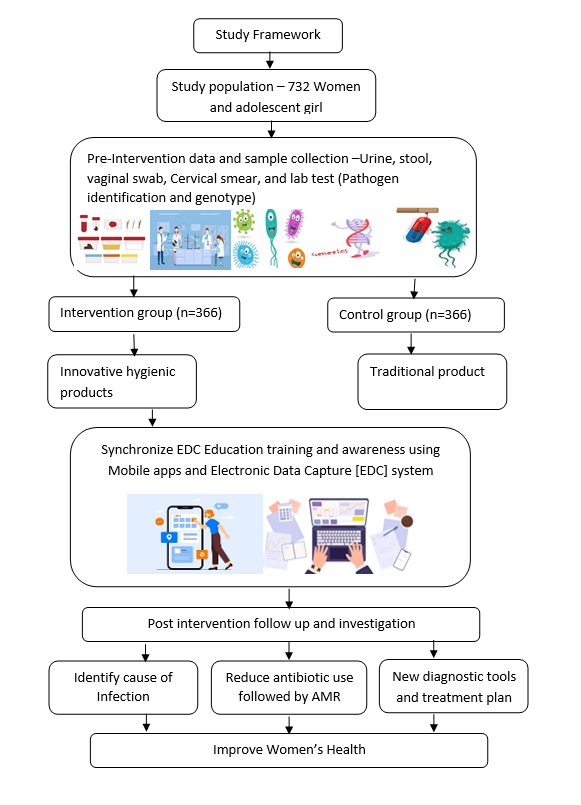 Study Framework
Study population – 732 Women
and adolescent girl
Pre-Intervention data and sample collection –Urine, stool,
vaginal swab, Cervical smear, and lab test (Pathogen
identification and genotype)
Genetics
Intervention group (n=366)
Control group (n=366)
Innovative hygienic
products
Traditional product
Synchronize EDC Education training and awareness using
Mobile apps and Electronic Data Capture [EDC] system
Post intervention follow up and investigation
Identify cause of
Infection
Reduce antibiotic use
followed by AMR
New diagnostic tools
and treatment plan
Improve Women's Health